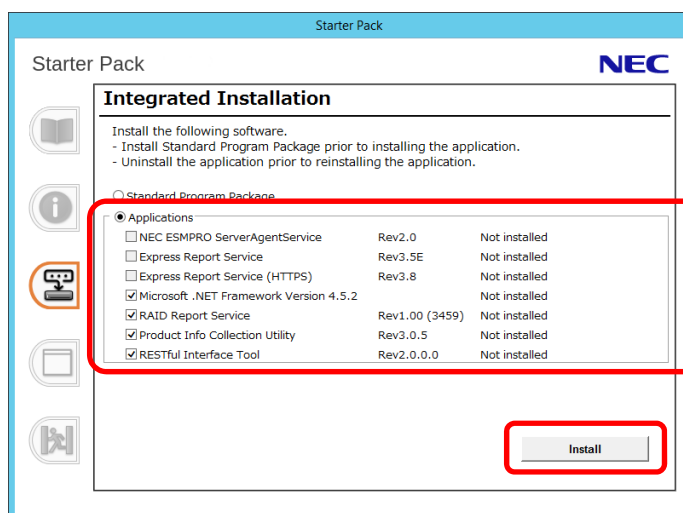 Starter Pack
Starter Pack
NEC
Integrated Installation
Install the following software.
- Install Standard Program Package prior to installing the application.
- Uninstall the application prior to reinstalling the application.
Standard Program Package
Applications
NEC ESMPRO ServerAgentService Rev2.0 Not installed
Express Report Service Rev3.5E Not installed
Express Report Service (HTTPS) Rev3.8 Not installed
Microsoft .NET Framework Version 4.5.2 Not installed
RAID Report Service Rev1.00 (3459) Not installed
Product Info Collection Utility Rev3.0.5 Not installed
RESTful Interface Tool Rev2.0.0.0 Not installed
Install